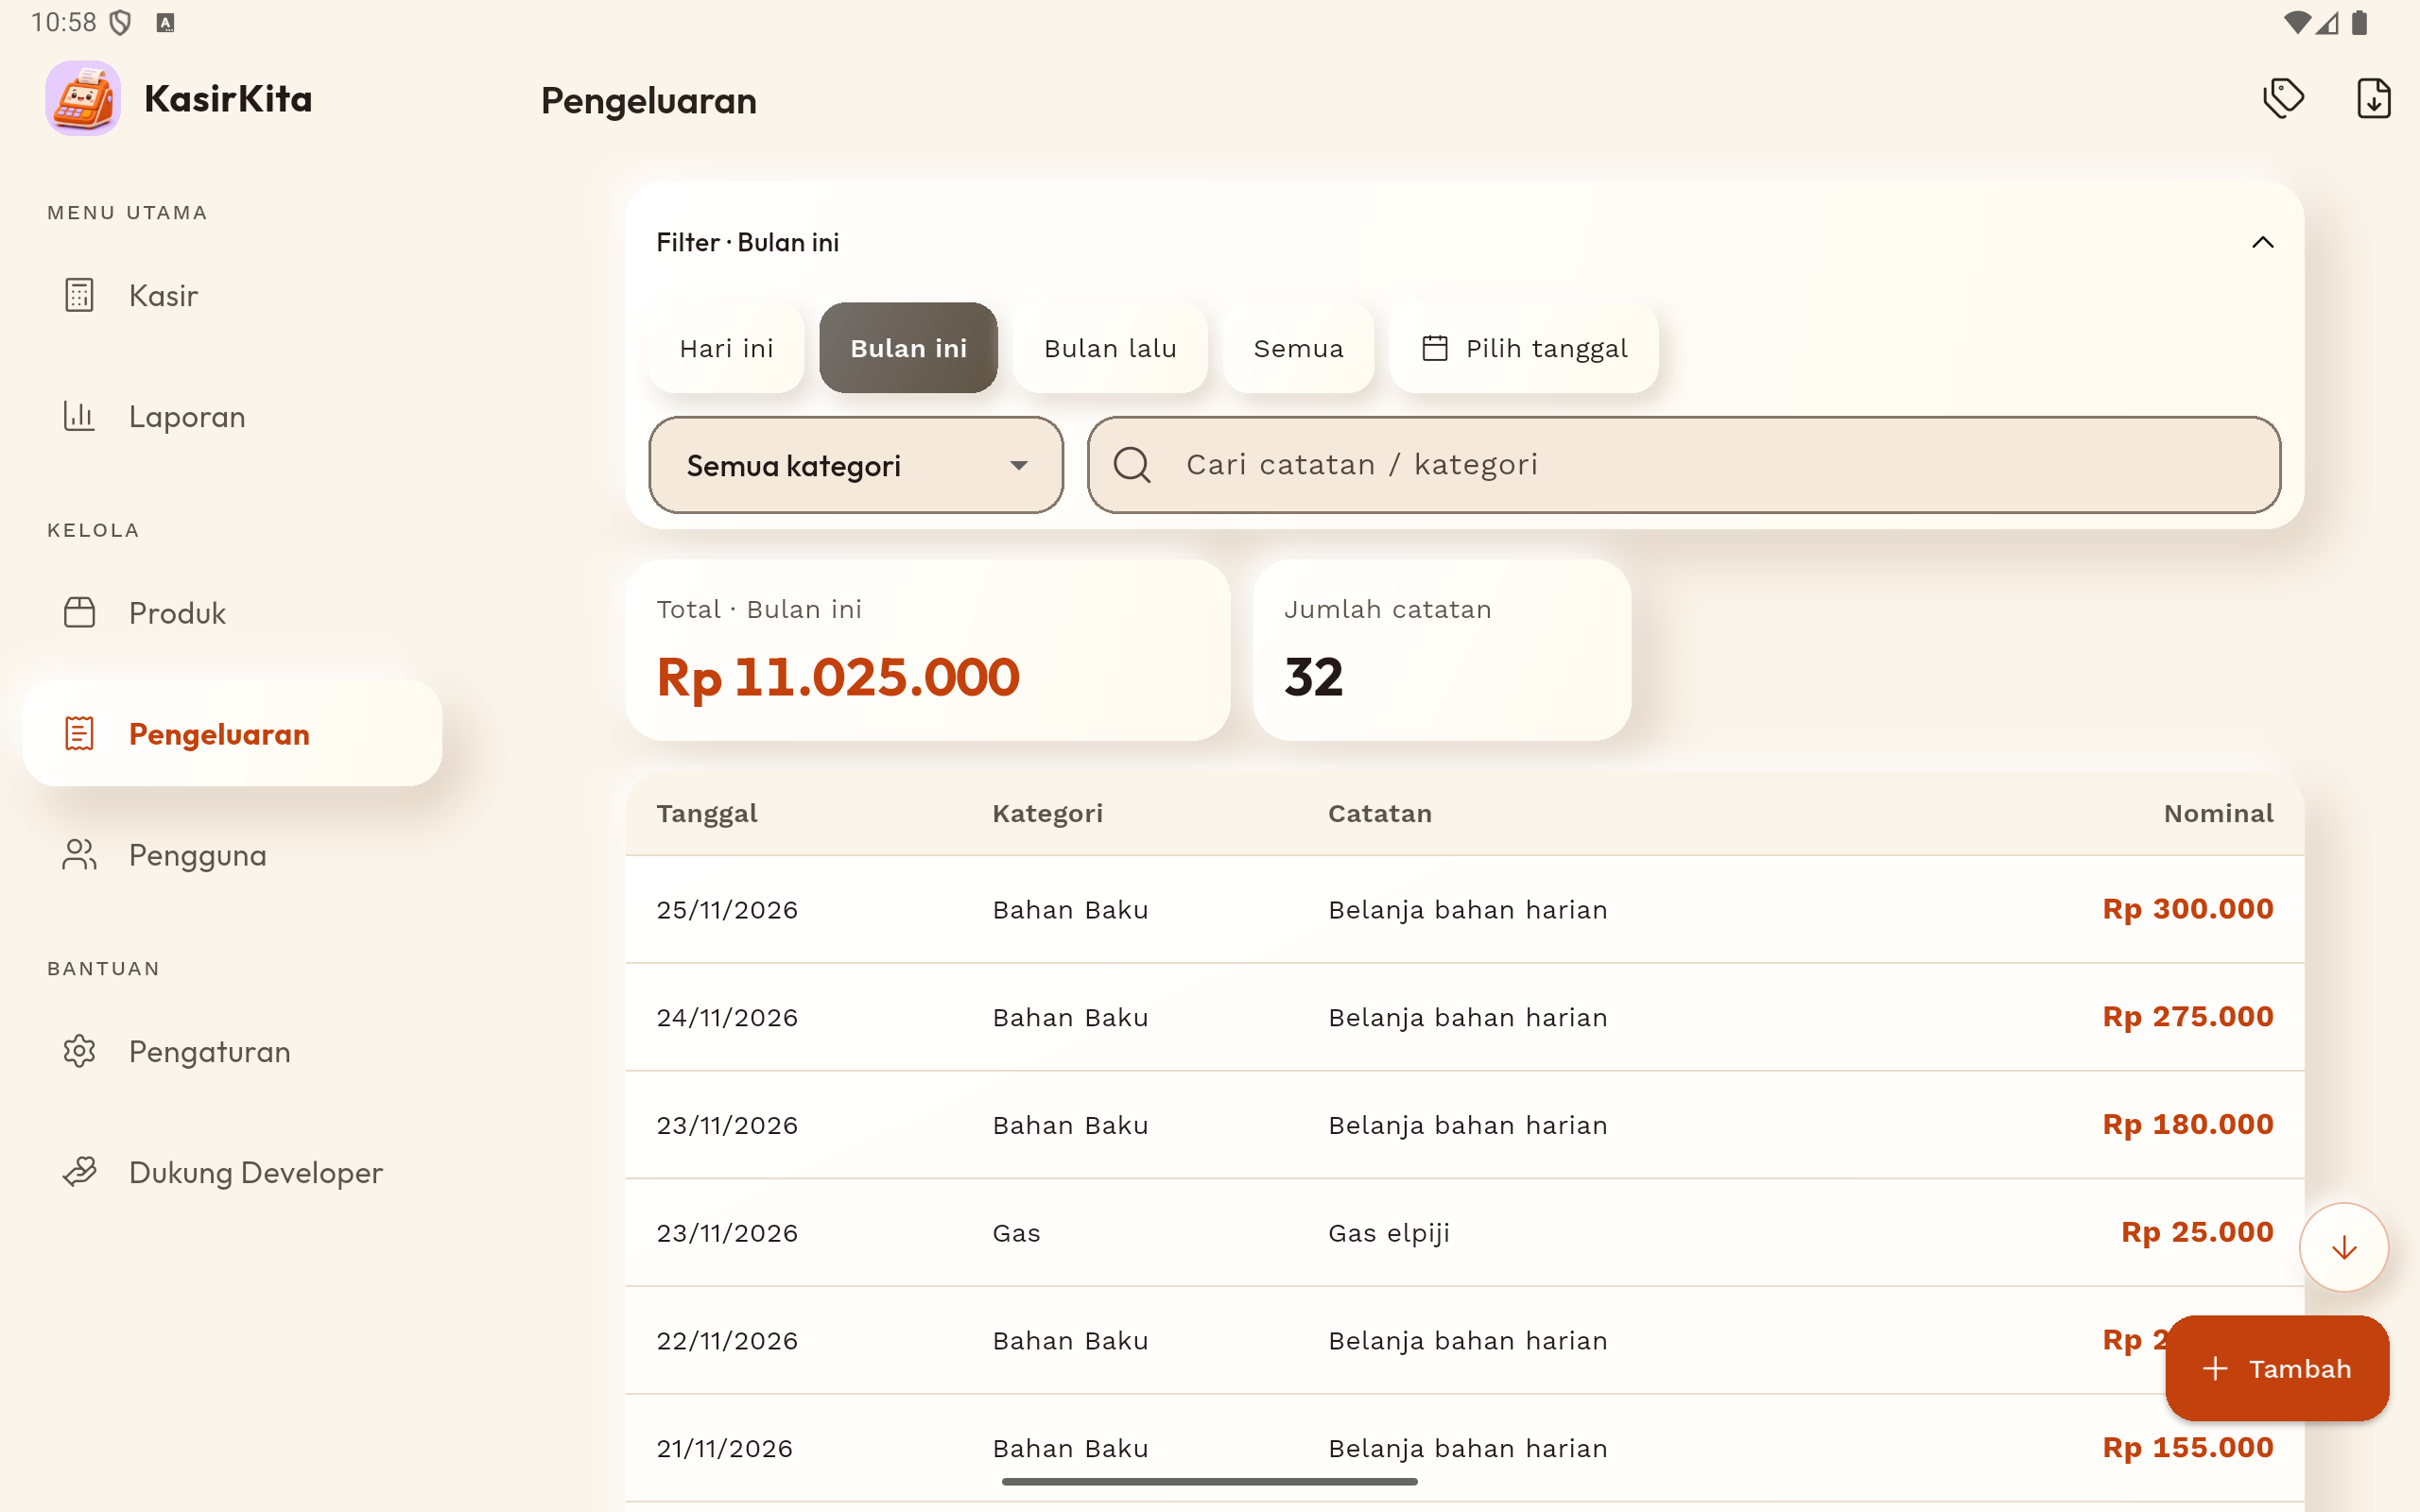 10:58
KasirKita
Pengeluaran
MENU UTAMA
Kasir
Laporan
KELOLA
Produk
Pengeluaran
Pengguna
BANTUAN
Pengaturan
Dukung Developer
Filter · Bulan ini
Hari ini
Bulan ini
Bulan lalu
Semua
Pilih tanggal
Semua kategori
Cari catatan / kategori
Total · Bulan ini
Rp 11.025.000
Jumlah catatan
32
Tanggal Kategori Catatan Nominal
25/11/2026 Bahan Baku Belanja bahan harian Rp 300.000
24/11/2026 Bahan Baku Belanja bahan harian Rp 275.000
23/11/2026 Bahan Baku Belanja bahan harian Rp 180.000
23/11/2026 Gas Gas elpiji Rp 25.000
22/11/2026 Bahan Baku Belanja bahan harian Rp
Tambah
21/11/2026 Bahan Baku Belanja bahan harian Rp 155.000